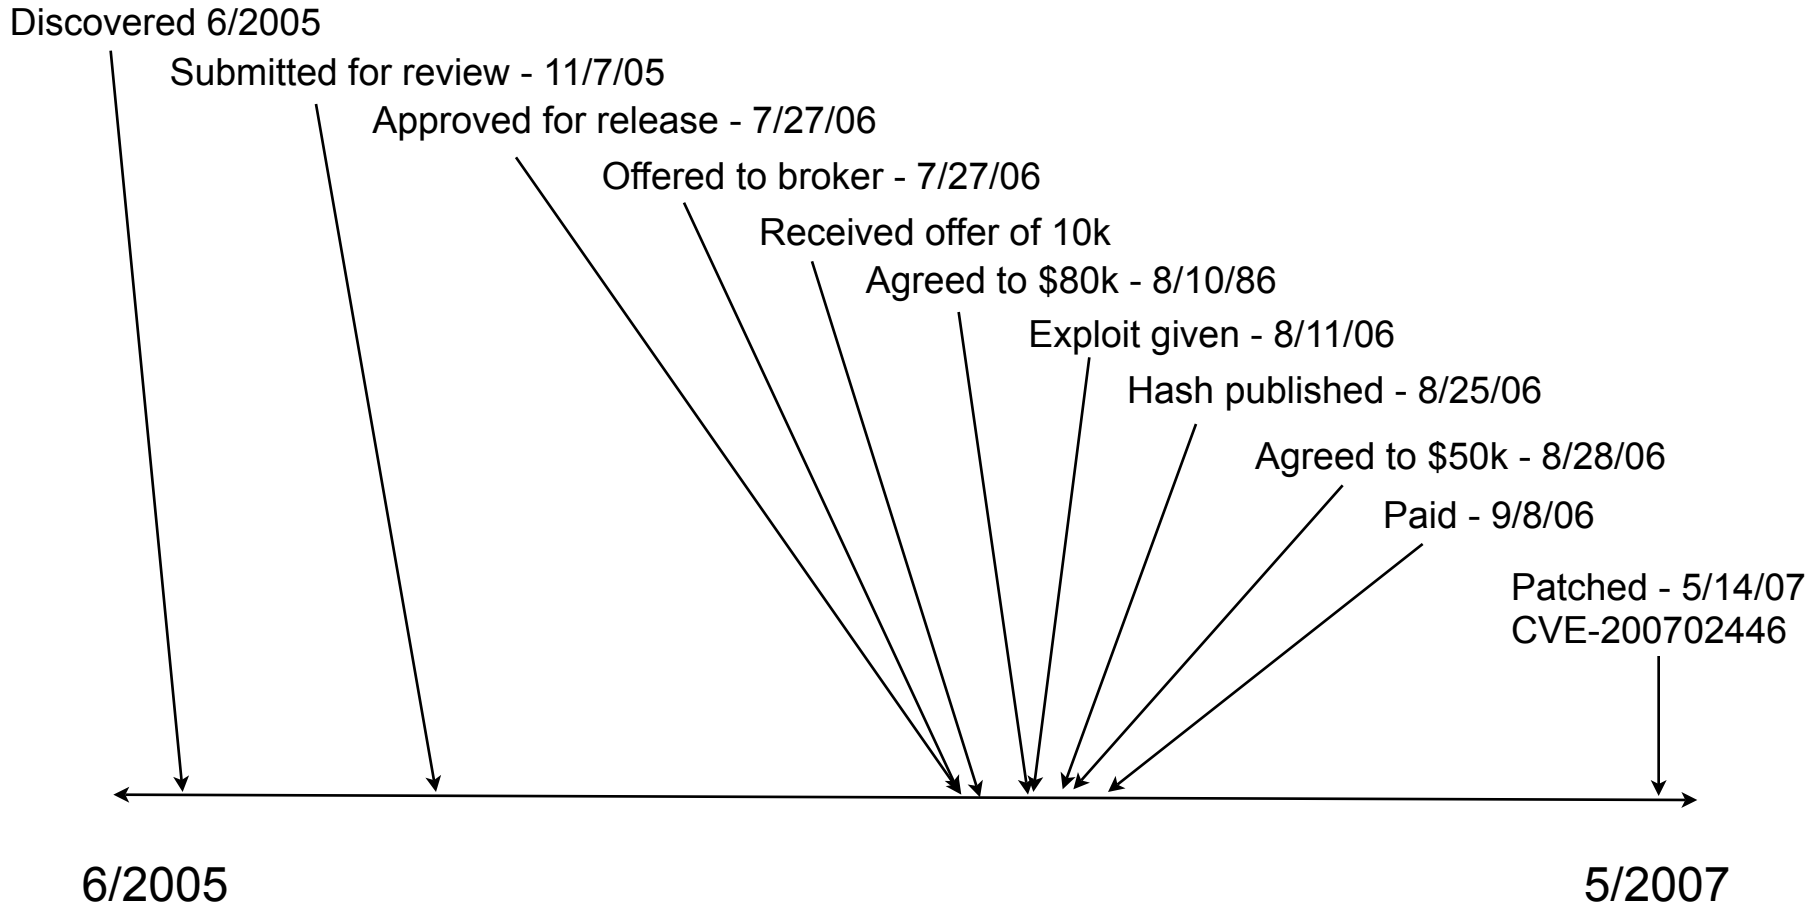 Discovered 6/2005
Submitted for review - 11/7/05
Approved for release - 7/27/06
Offered to broker - 7/27/06
Received offer of 10k
Agreed to $80k - 8/10/86
Exploit given - 8/11/06
Hash published - 8/25/06
Agreed to $50k - 8/28/06
Paid - 9/8/06
Patched - 5/14/07
CVE-200702446
6/2005
5/2007